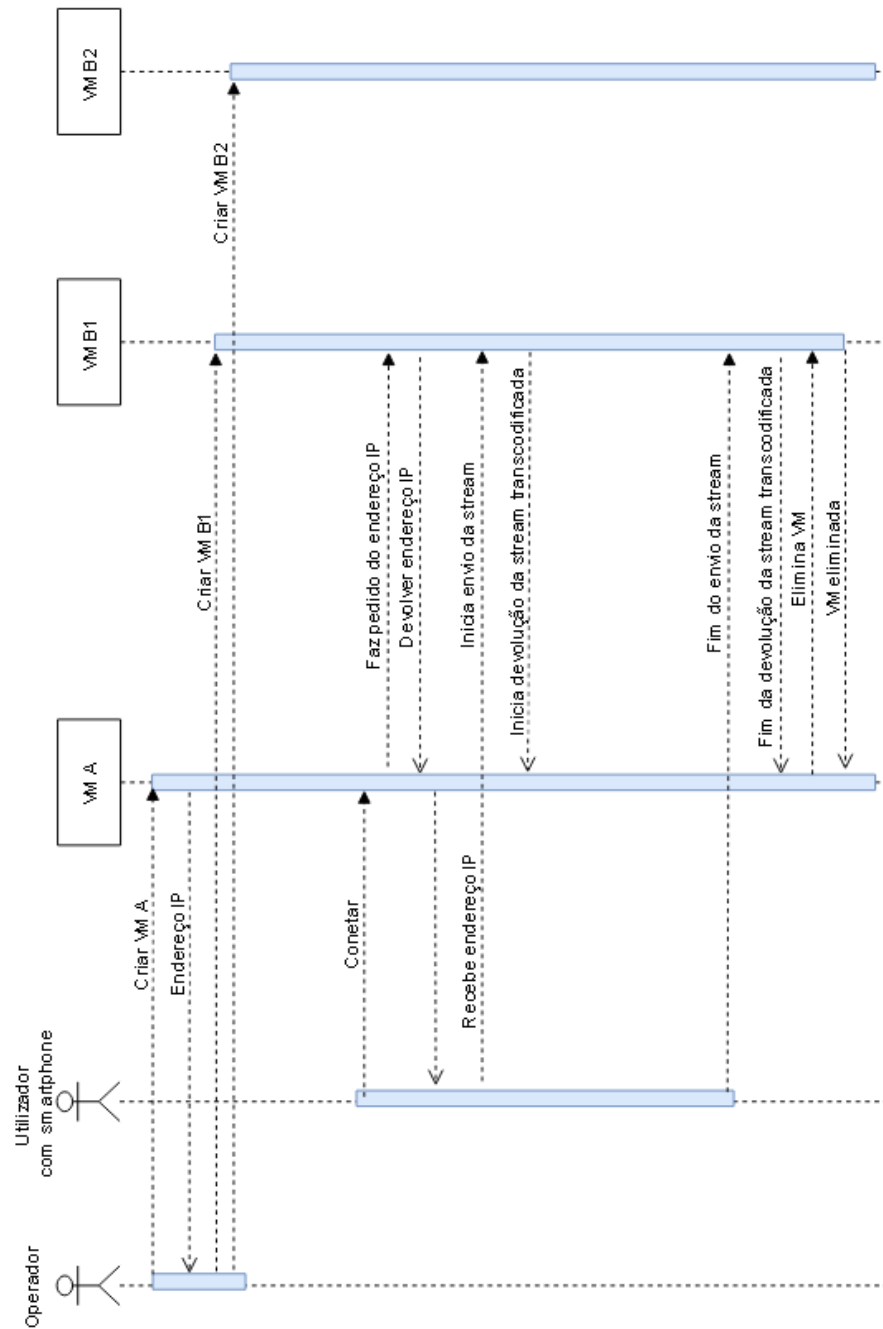 Operador
Utilizador
com smartphone
VM A
VM B1
VM B2
Criar VM A
Endereço IP
Criar VM B1
Criar VM B2
Conetar
Faz pedido do endereço IP
Devolver endereço IP
Recebe endereço IP
Inicia envio da stream
Inicia devolução da stream transcodificada
Fim do envio da stream
Fim da devolução da stream transcodificada
Elimina VM
VM eliminada